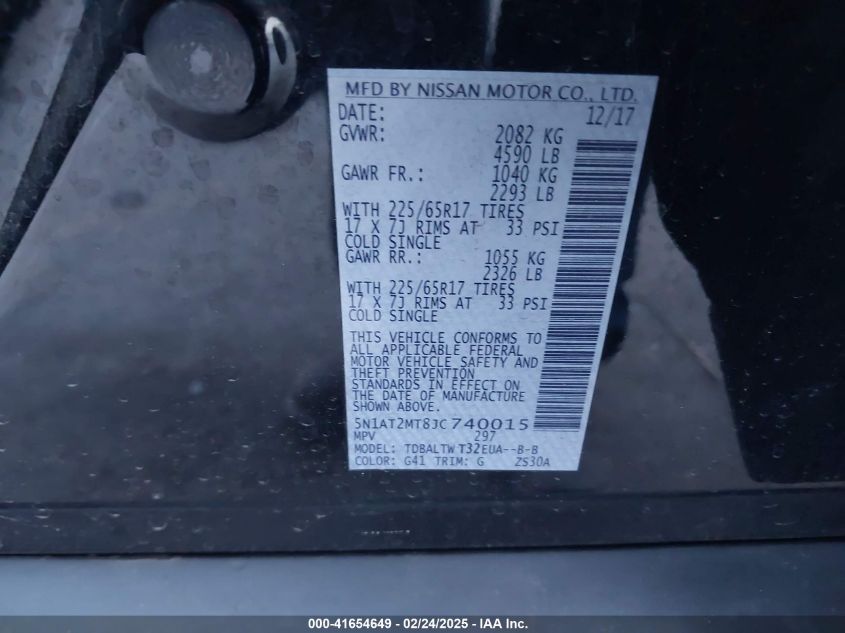 MFD BY NISSAN MOTOR CO., LTD.
DATE: 12/17
GVWR: 2082 KG
4590 LB
GAWR FR.: 1040 KG
2293 LB
WITH 225/65R17 TIRES
17 X 7J RIMS AT 33 PSI
COLD SINGLE
GAWR RR.: 1055 KG
2326 LB
WITH 225/65R17 TIRES
17 X 7J RIMS AT 33 PSI
COLD SINGLE
THIS VEHICLE CONFORMS TO
ALL APPLICABLE FEDERAL
MOTOR VEHICLE SAFETY AND
THEFT PREVENTION
STANDARDS IN EFFECT ON
THE DATE OF MANUFACTURE
SHOWN ABOVE.
5N1AT2MT8JC740015
MPV 297
MODEL: TDBALTW T32EUA--B-B
COLOR: G41 TRIM: G ZS30A
000-41654649 / 02/24/2025 / IAA Inc.